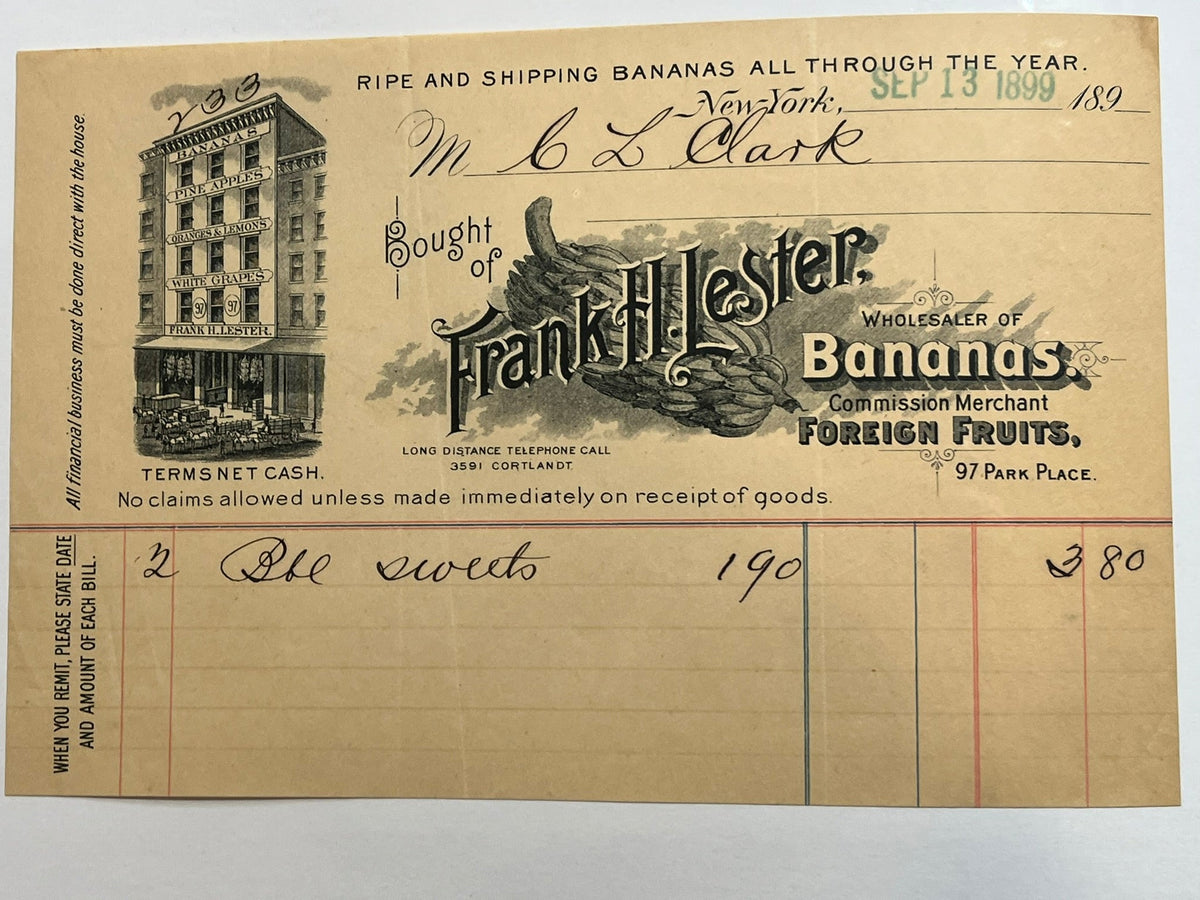 RIPE AND SHIPPING BANANAS ALL THROUGH THE YEAR.
New-York, SEP 13 1899 189
233
M C L Clark
BANANAS
PINE APPLES
ORANGES & LEMONS
WHITE GRAPES
97 97
FRANK H. LESTER.
Bought of
Frank H. Lester,
WHOLESALER OF
Bananas.
Commission Merchant
FOREIGN FRUITS,
97 PARK PLACE.
LONG DISTANCE TELEPHONE CALL
3591 CORTLANDT.
TERMS NET CASH.
No claims allowed unless made immediately on receipt of goods.
All financial business must be done direct with the house.
WHEN YOU REMIT, PLEASE STATE DATE
AND AMOUNT OF EACH BILL.
2 Bbl sweets 190 3 80